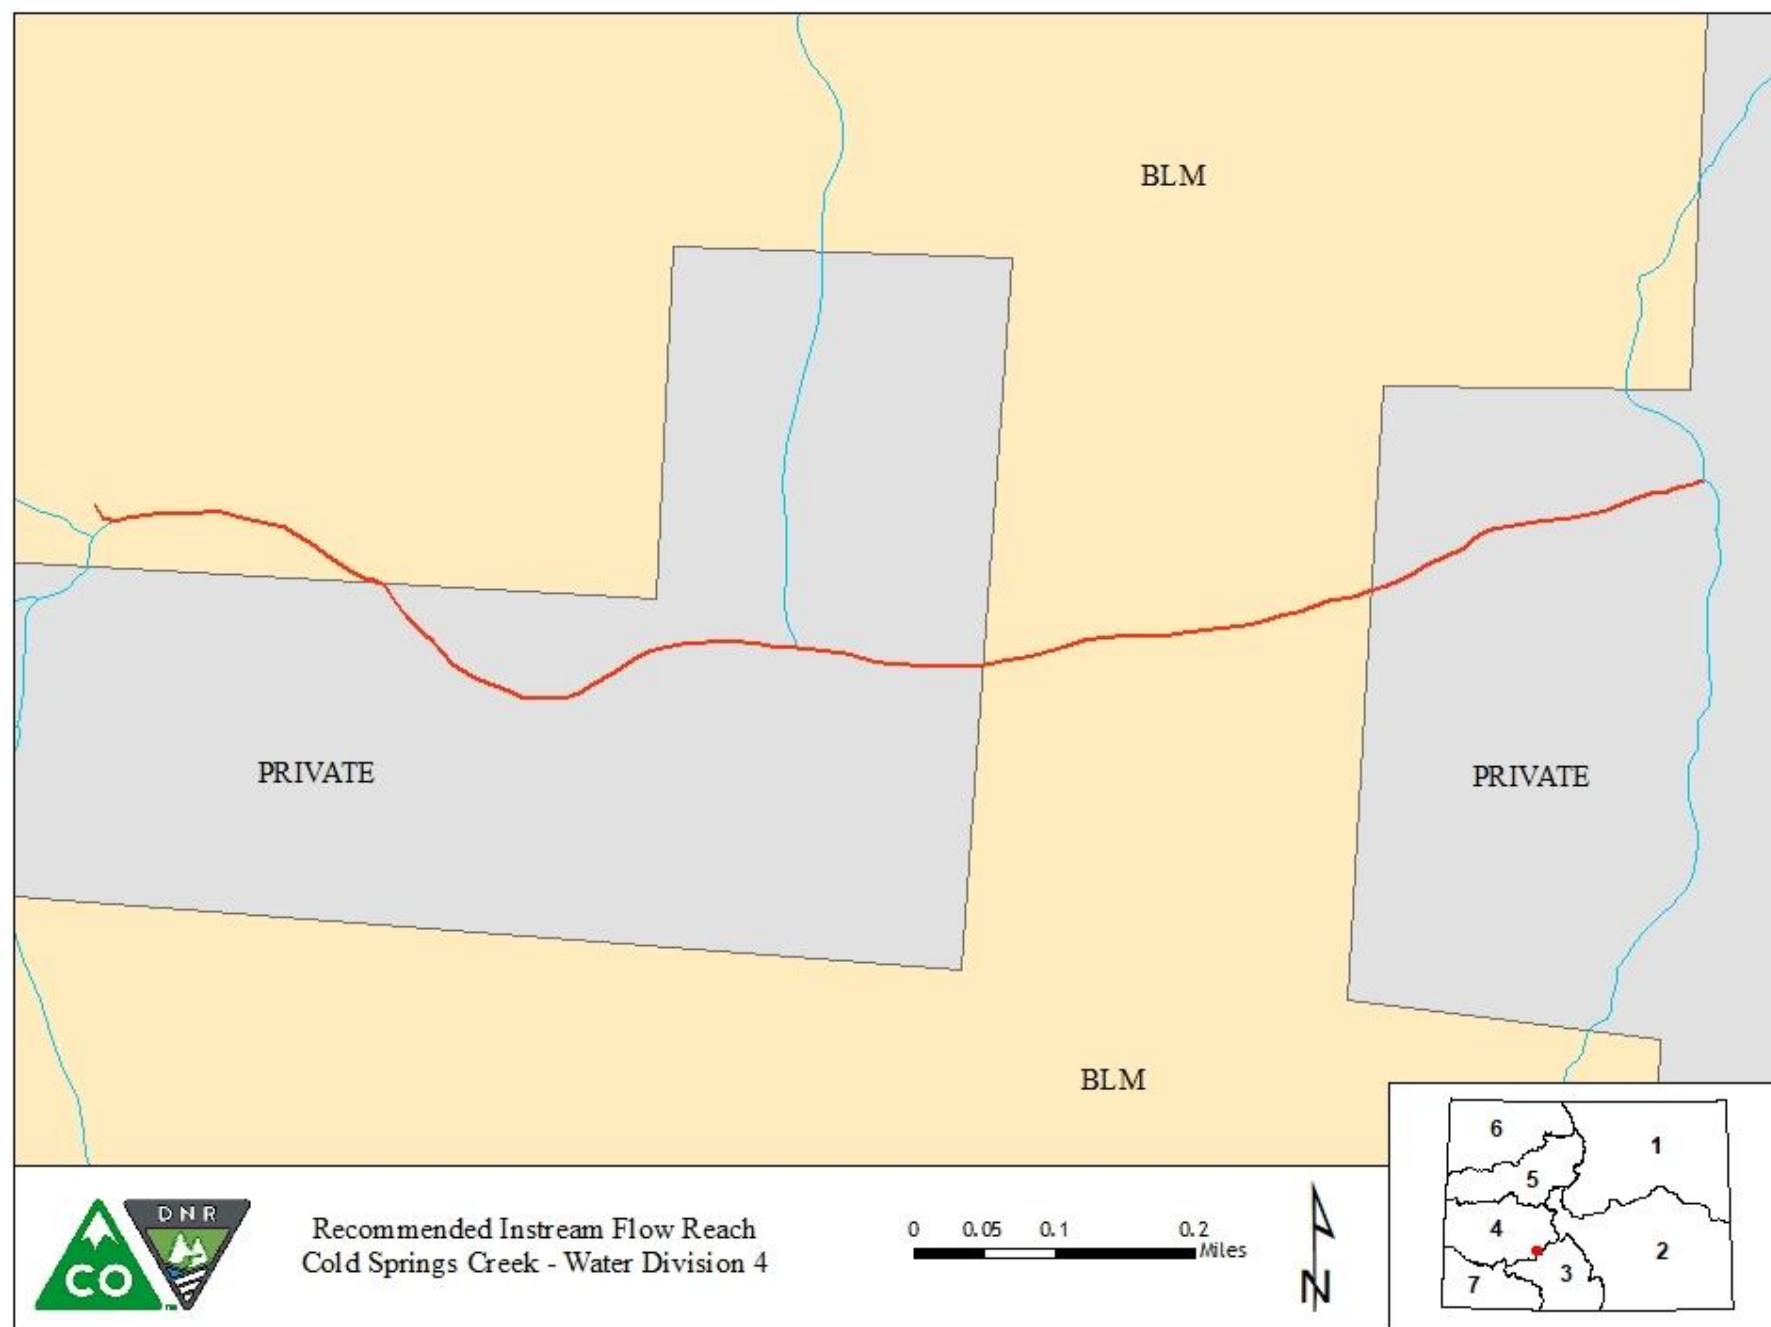 BLM
PRIVATE
PRIVATE
BLM
DNR
CO
Recommended Instream Flow Reach
Cold Springs Creek - Water Division 4
0 0.05 0.1 0.2
Miles
N
6
1
5
4
2
3
7